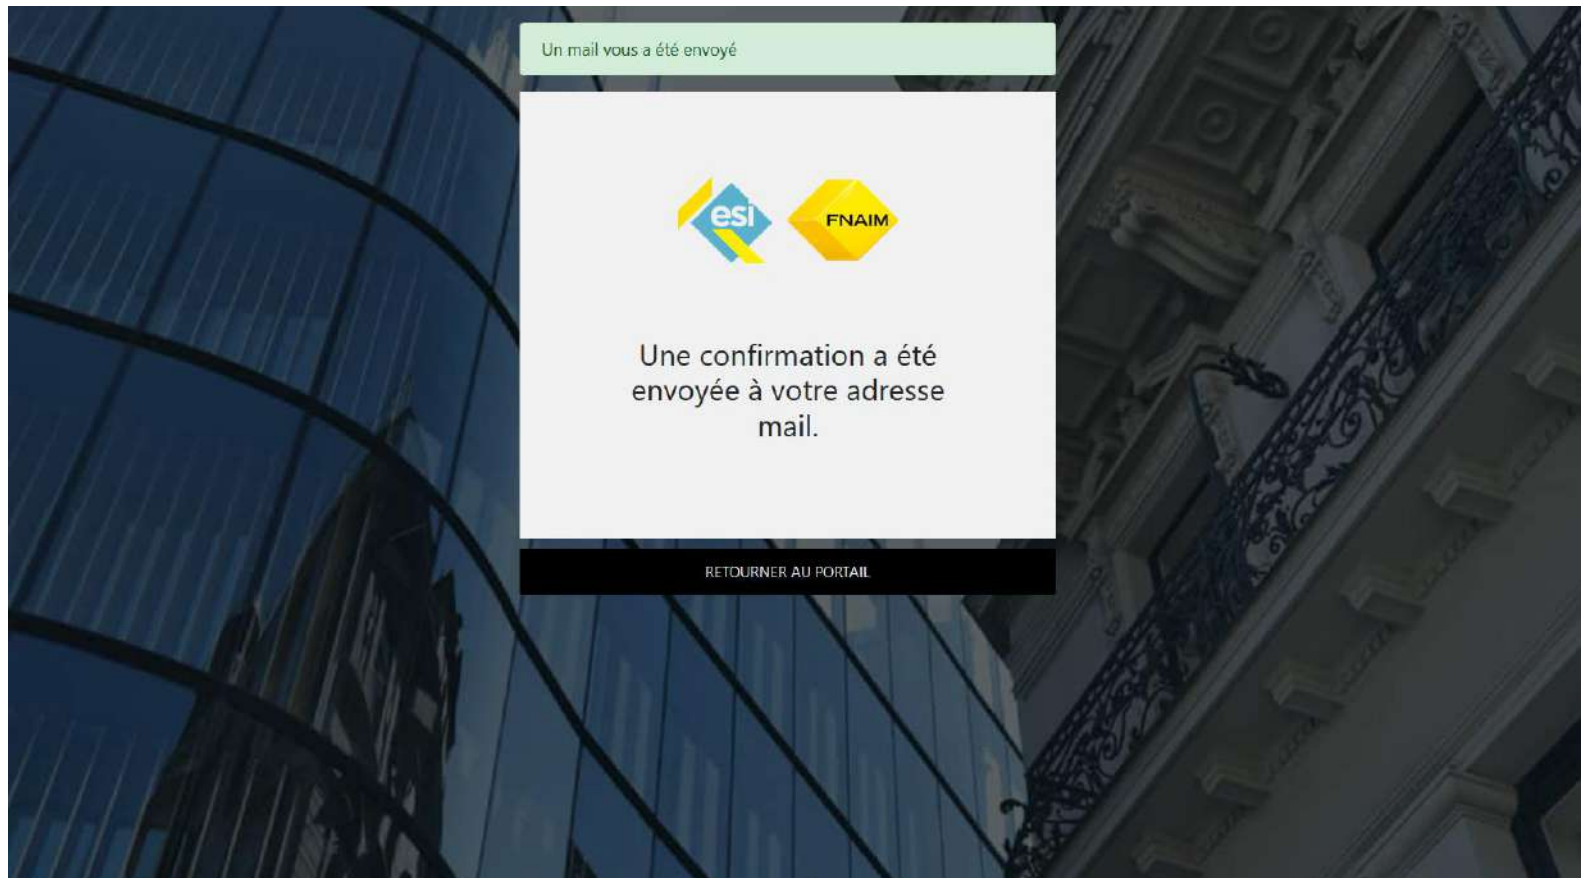 Un mail vous a été envoyé
esi
FNAIM
Une confirmation a été
envoyée à votre adresse
mail.
RETOURNER AU PORTAIL